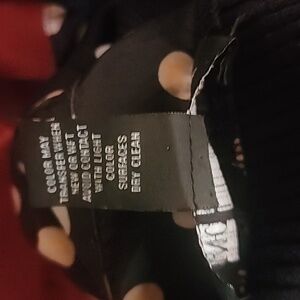 COLOR MAY
TRANSFER WHEN
NEW OR WET
AVOID CONTACT
WITH LIGHT
COLOR
SURFACES
DRY CLEAN